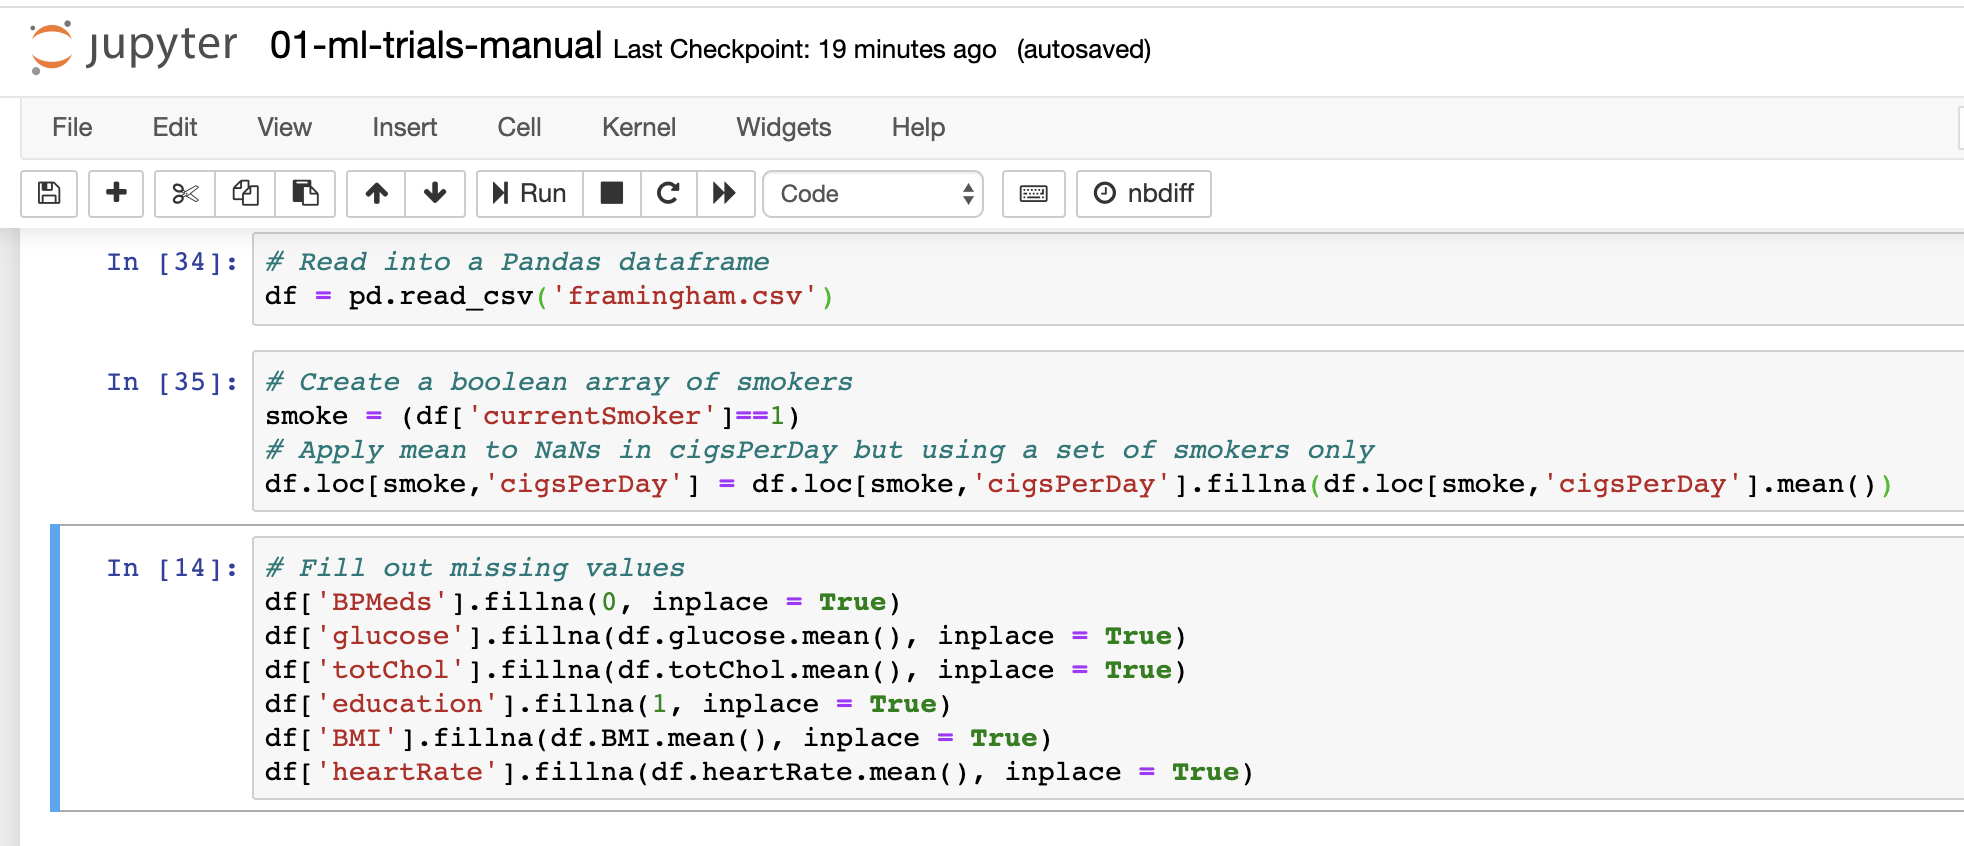 jupyter 01-ml-trials-manual Last Checkpoint: 19 minutes ago (autosaved)
File Edit View Insert Cell Kernel Widgets Help
Run Code nbdiff
In [34]: # Read into a Pandas dataframe
df = pd.read_csv('framingham.csv')
In [35]: # Create a boolean array of smokers
smoke = (df['currentSmoker']==1)
# Apply mean to NaNs in cigsPerDay but using a set of smokers only
df.loc[smoke,'cigsPerDay'] = df.loc[smoke,'cigsPerDay'].fillna(df.loc[smoke,'cigsPerDay'].mean())
In [14]: # Fill out missing values
df['BPMeds'].fillna(0, inplace = True)
df['glucose'].fillna(df.glucose.mean(), inplace = True)
df['totChol'].fillna(df.totChol.mean(), inplace = True)
df['education'].fillna(1, inplace = True)
df['BMI'].fillna(df.BMI.mean(), inplace = True)
df['heartRate'].fillna(df.heartRate.mean(), inplace = True)